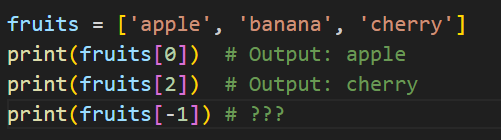 fruits = ['apple', 'banana', 'cherry']
print(fruits[0])  # Output: apple
print(fruits[2])  # Output: cherry
print(fruits[-1]) # ???